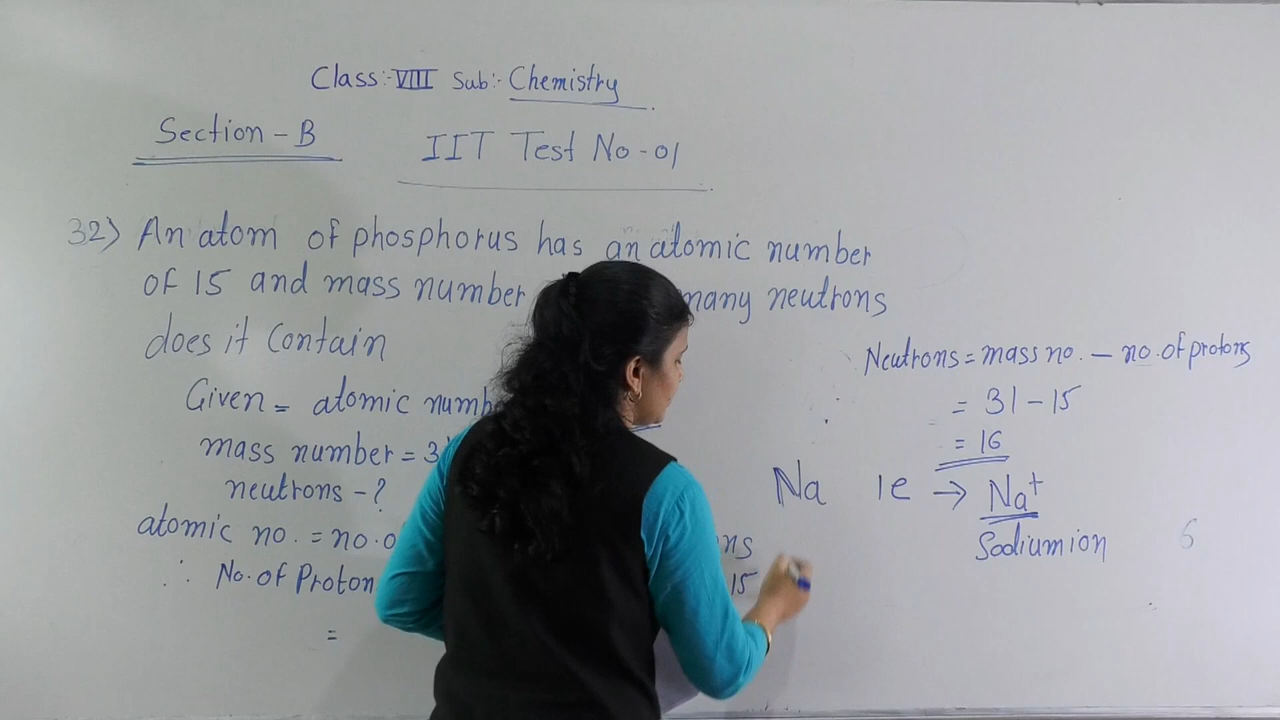 Class:- VIII Sub:- Chemistry
Section - B
IIT Test No - 01
32) An atom of phosphorus has an atomic number
of 15 and mass number many neutrons
does it Contain
Given = atomic numb
mass number = 3
neutrons - ?
atomic no. = no. o ns
∴ No. of Proton 15
=
Neutrons = mass no. - no. of protons
∴ = 31 - 15
= 16
Na 1e → Na+
Sodiumion 6